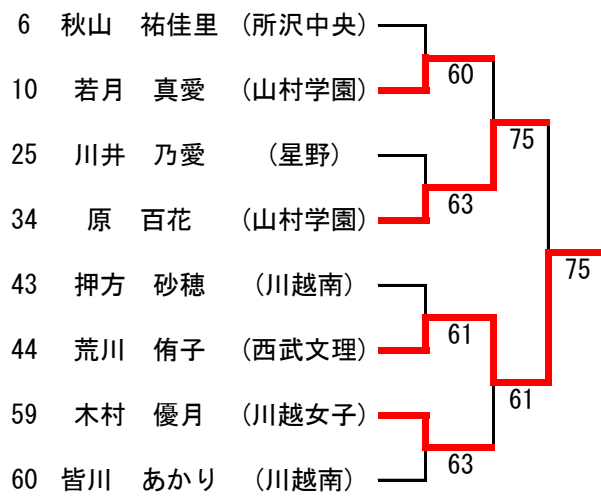 6 秋山 祐佳里 (所沢中央)
60
10 若月 真愛 (山村学園)
75
25 川井 乃愛 (星野)
63
34 原 百花 (山村学園)
75
43 押方 砂穂 (川越南)
61
44 荒川 侑子 (西武文理)
61
59 木村 優月 (川越女子)
63
60 皆川 あかり (川越南)